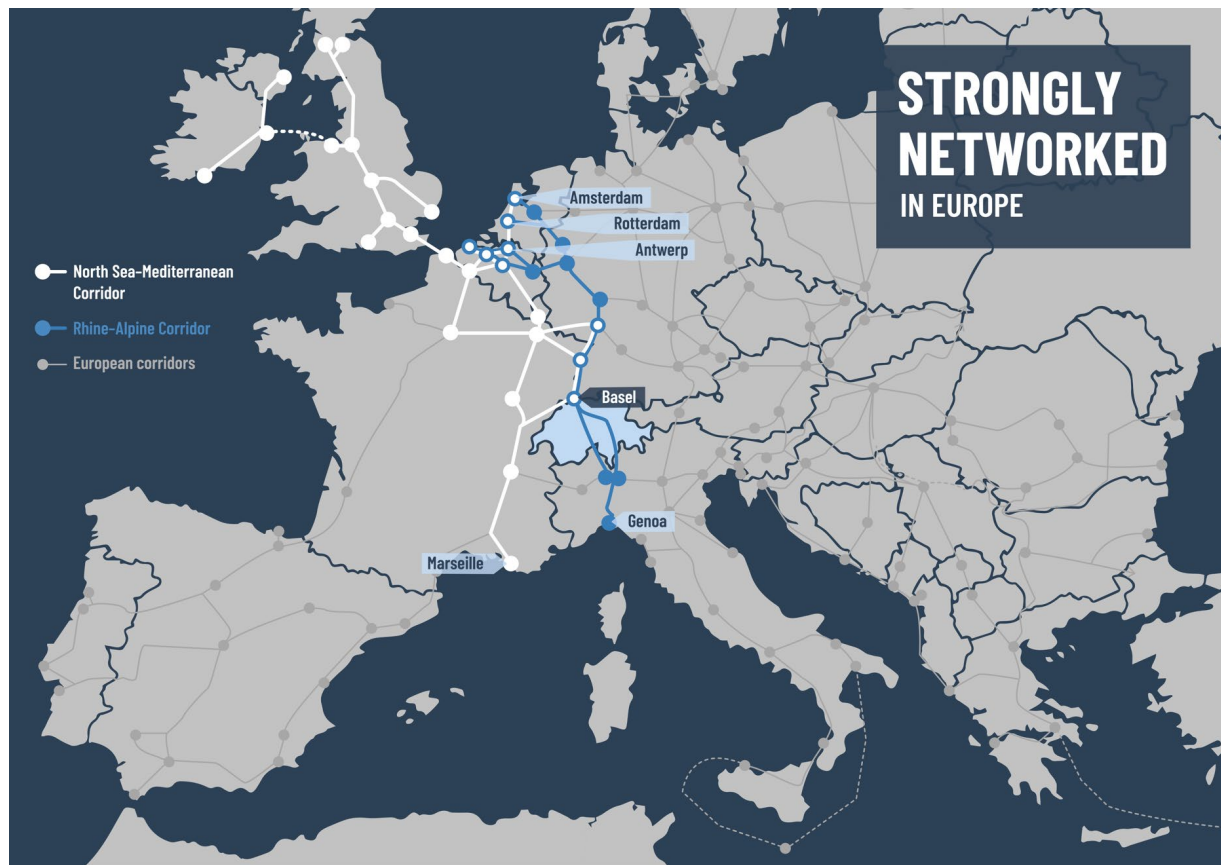 STRONGLY
NETWORKED
IN EUROPE
Amsterdam
Rotterdam
Antwerp
North Sea–Mediterranean
Corridor
Rhine–Alpine Corridor
European corridors
Basel
Genoa
Marseille